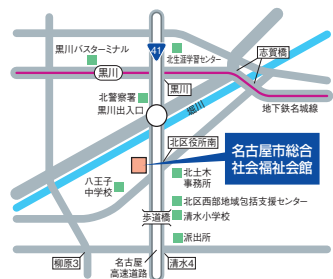 41
北生涯学習センター
志賀橋
黒川バスターミナル
黒川
黒川
北警察署
黒川出入口
堀川
地下鉄名城線
北区役所南
名古屋市総合
社会福祉会館
八王子
中学校
北土木
事務所
北区西部地域包括支援センター
歩道橋
清水小学校
派出所
柳原3
名古屋
高速道路
清水4